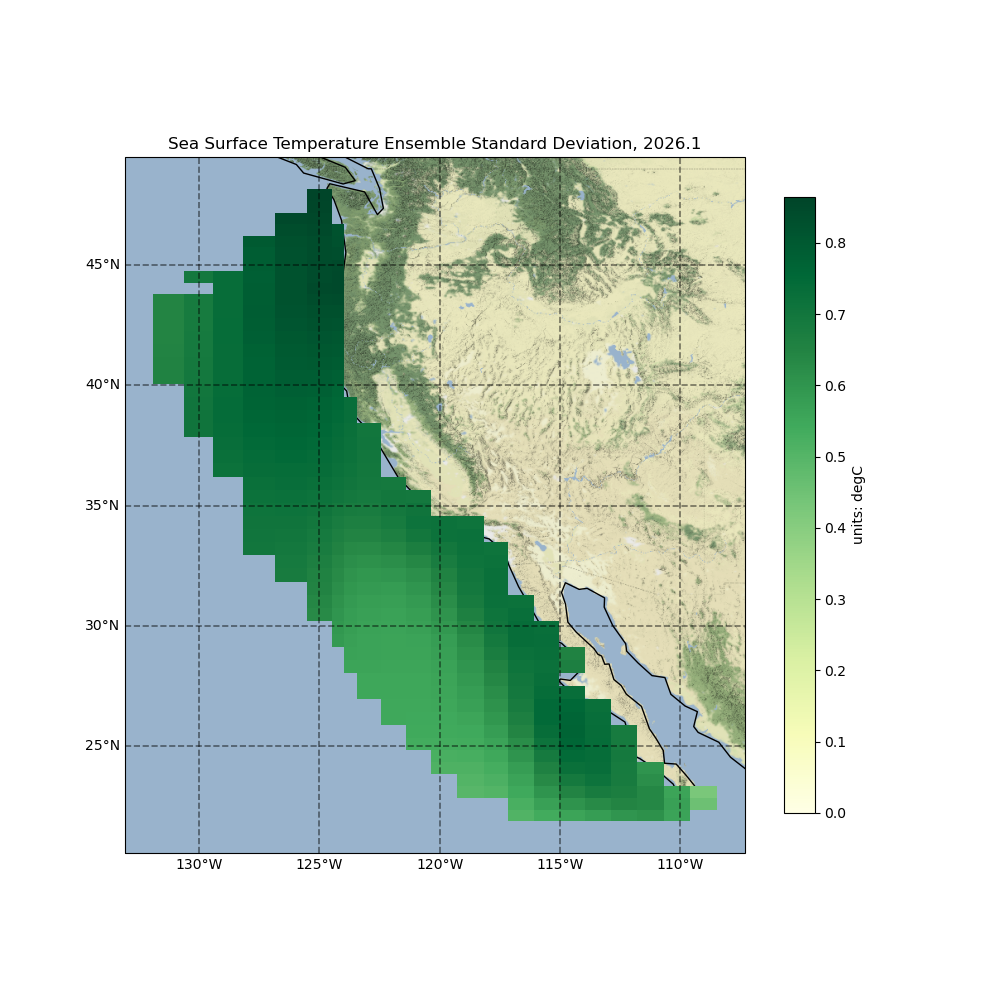 Sea Surface Temperature Ensemble Standard Deviation, 2026.1
45°N
40°N
35°N
30°N
25°N
130°W
125°W
120°W
115°W
110°W
0.8
0.7
0.6
0.5
0.4
0.3
0.2
0.1
0.0
units: degC